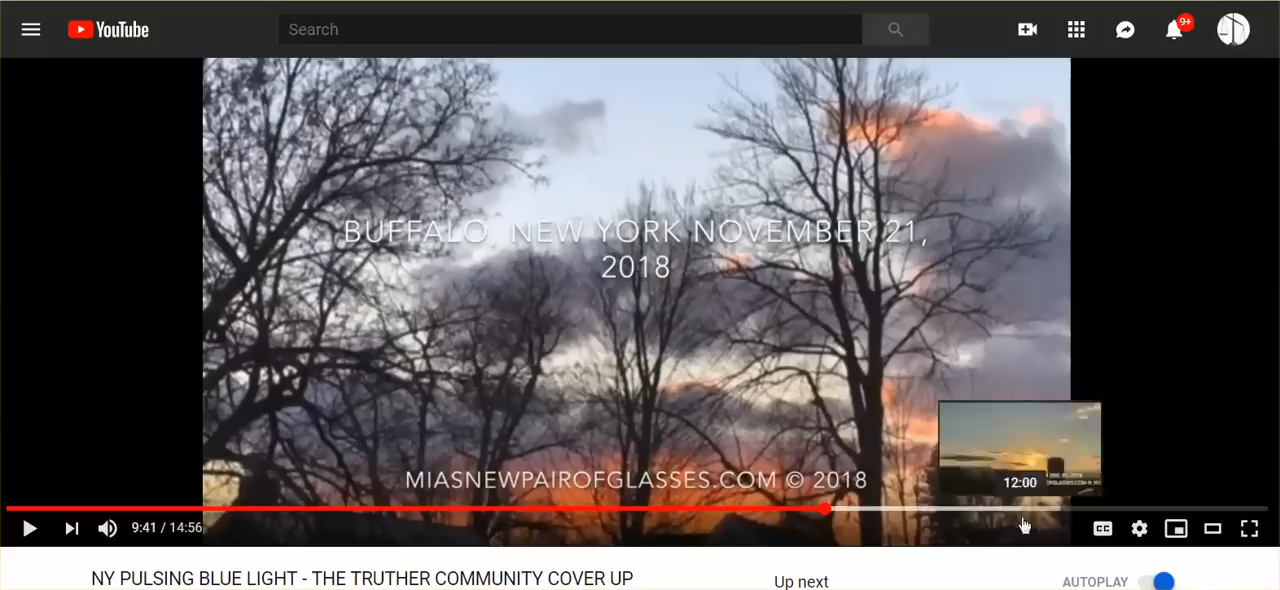 YouTube
Search
9+
BUFFALO, NEW YORK NOVEMBER 21,
2018
MIASNEWPAIROFGLASSES.COM © 2018
12:00
9:41 / 14:56
CC
NY PULSING BLUE LIGHT - THE TRUTHER COMMUNITY COVER UP
Up next
AUTOPLAY